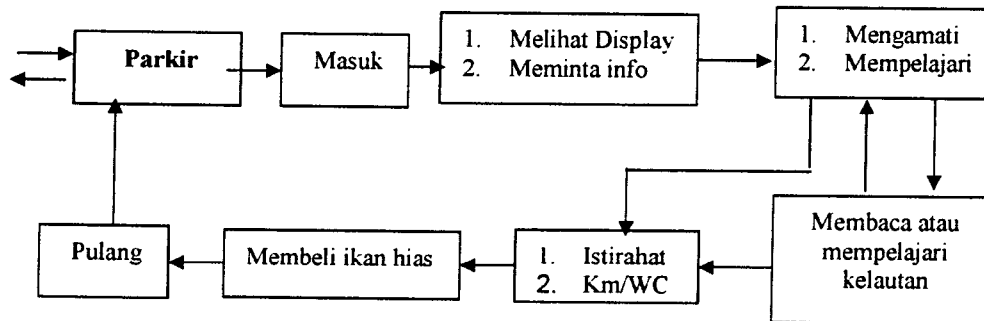 Parkir
Masuk
1. Melihat Display
2. Meminta info
1. Mengamati
2. Mempelajari
Membaca atau
mempelajari
kelautan
1. Istirahat
2. Km/WC
Membeli ikan hias
Pulang